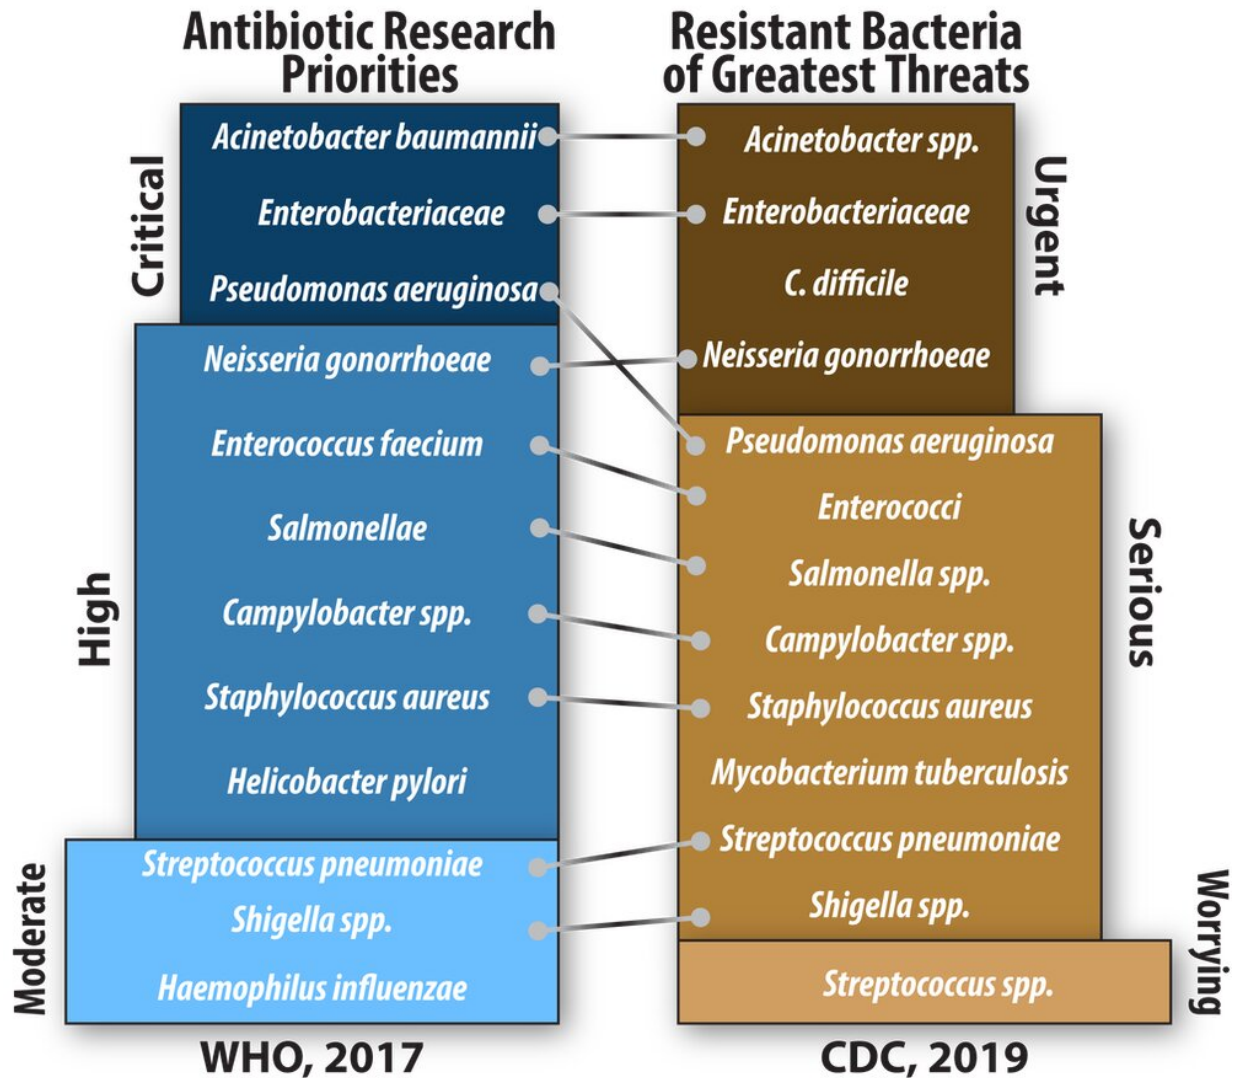 Antibiotic Research
Priorities
Critical
Acinetobacter baumannii
Enterobacteriaceae
Pseudomonas aeruginosa
High
Neisseria gonorrhoeae
Enterococcus faecium
Salmonellae
Campylobacter spp.
Staphylococcus aureus
Helicobacter pylori
Moderate
Streptococcus pneumoniae
Shigella spp.
Haemophilus influenzae
WHO, 2017
Resistant Bacteria
of Greatest Threats
Urgent
Acinetobacter spp.
Enterobacteriaceae
C. difficile
Neisseria gonorrhoeae
Serious
Pseudomonas aeruginosa
Enterococci
Salmonella spp.
Campylobacter spp.
Staphylococcus aureus
Mycobacterium tuberculosis
Streptococcus pneumoniae
Shigella spp.
Worrying
Streptococcus spp.
CDC, 2019